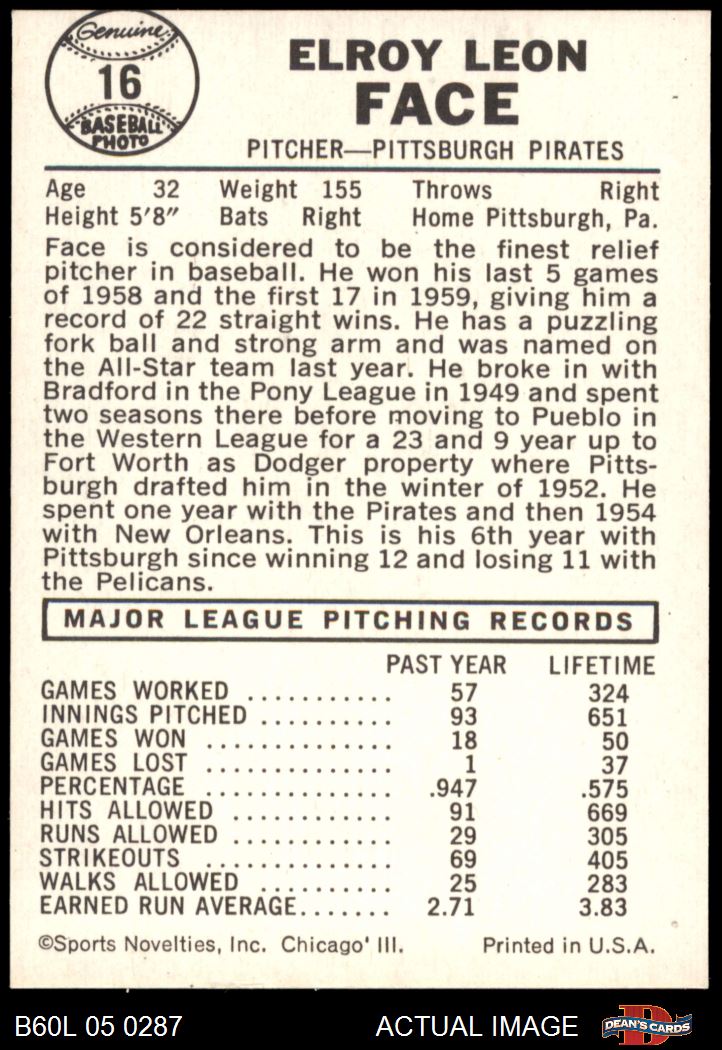 Genuine
16
BASEBALL
PHOTO
ELROY LEON
FACE
PITCHER—PITTSBURGH PIRATES
Age 32 Weight 155 Throws Right
Height 5'8" Bats Right Home Pittsburgh, Pa.
Face is considered to be the finest relief
pitcher in baseball. He won his last 5 games
of 1958 and the first 17 in 1959, giving him a
record of 22 straight wins. He has a puzzling
fork ball and strong arm and was named on
the All-Star team last year. He broke in with
Bradford in the Pony League in 1949 and spent
two seasons there before moving to Pueblo in
the Western League for a 23 and 9 year up to
Fort Worth as Dodger property where Pitts-
burgh drafted him in the winter of 1952. He
spent one year with the Pirates and then 1954
with New Orleans. This is his 6th year with
Pittsburgh since winning 12 and losing 11 with
the Pelicans.
MAJOR LEAGUE PITCHING RECORDS
PAST YEAR LIFETIME
GAMES WORKED .......... 57 324
INNINGS PITCHED ......... 93 651
GAMES WON ............. 18 50
GAMES LOST ............. 1 37
PERCENTAGE ............. .947 .575
HITS ALLOWED ........... 91 669
RUNS ALLOWED ........... 29 305
STRIKEOUTS ............. 69 405
WALKS ALLOWED ......... 25 283
EARNED RUN AVERAGE....... 2.71 3.83
©Sports Novelties, Inc. Chicago' Ill. Printed in U.S.A.
B60L 05 0287 ACTUAL IMAGE D DEAN'S CARDS